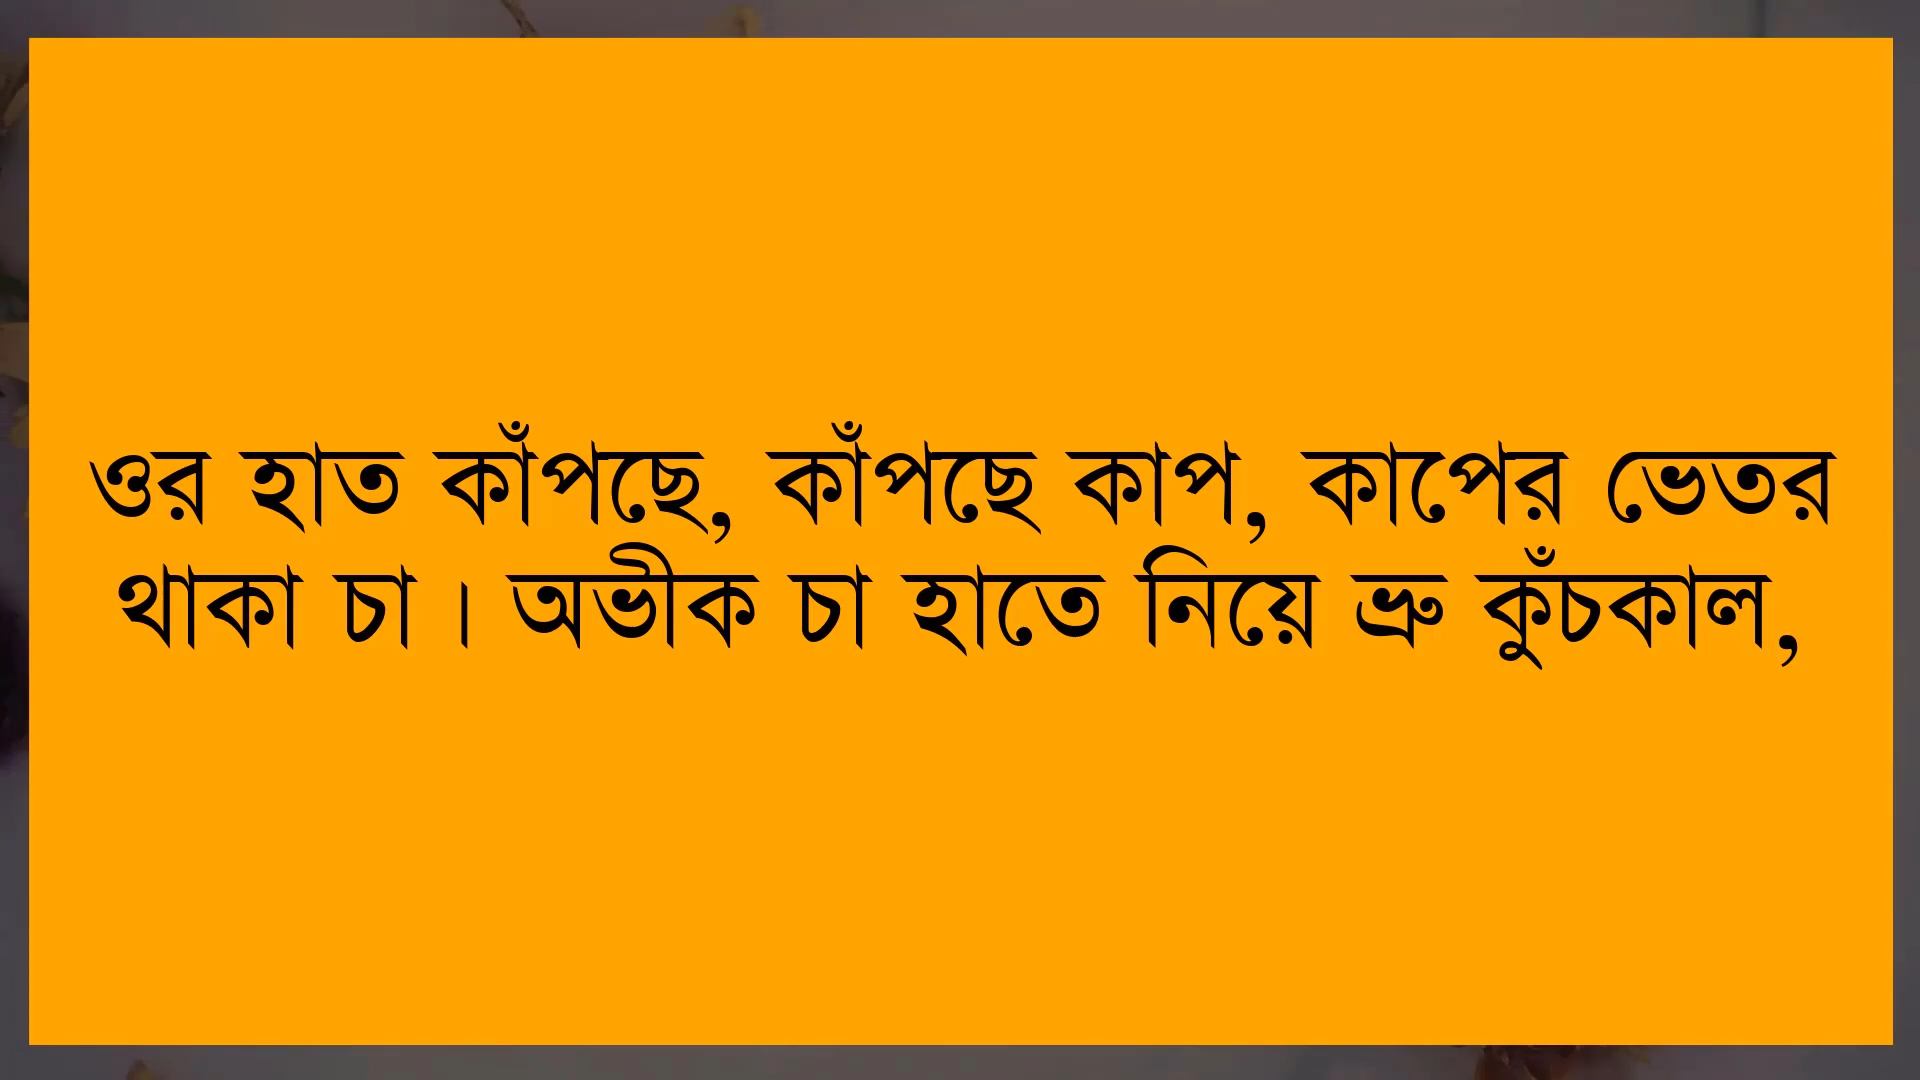 ওর হাত কাঁপছে, কাঁপছে কাপ, কাপের ভেতর
থাকা চা। অভীক চা হাতে নিয়ে ভ্রু কুঁচকাল,